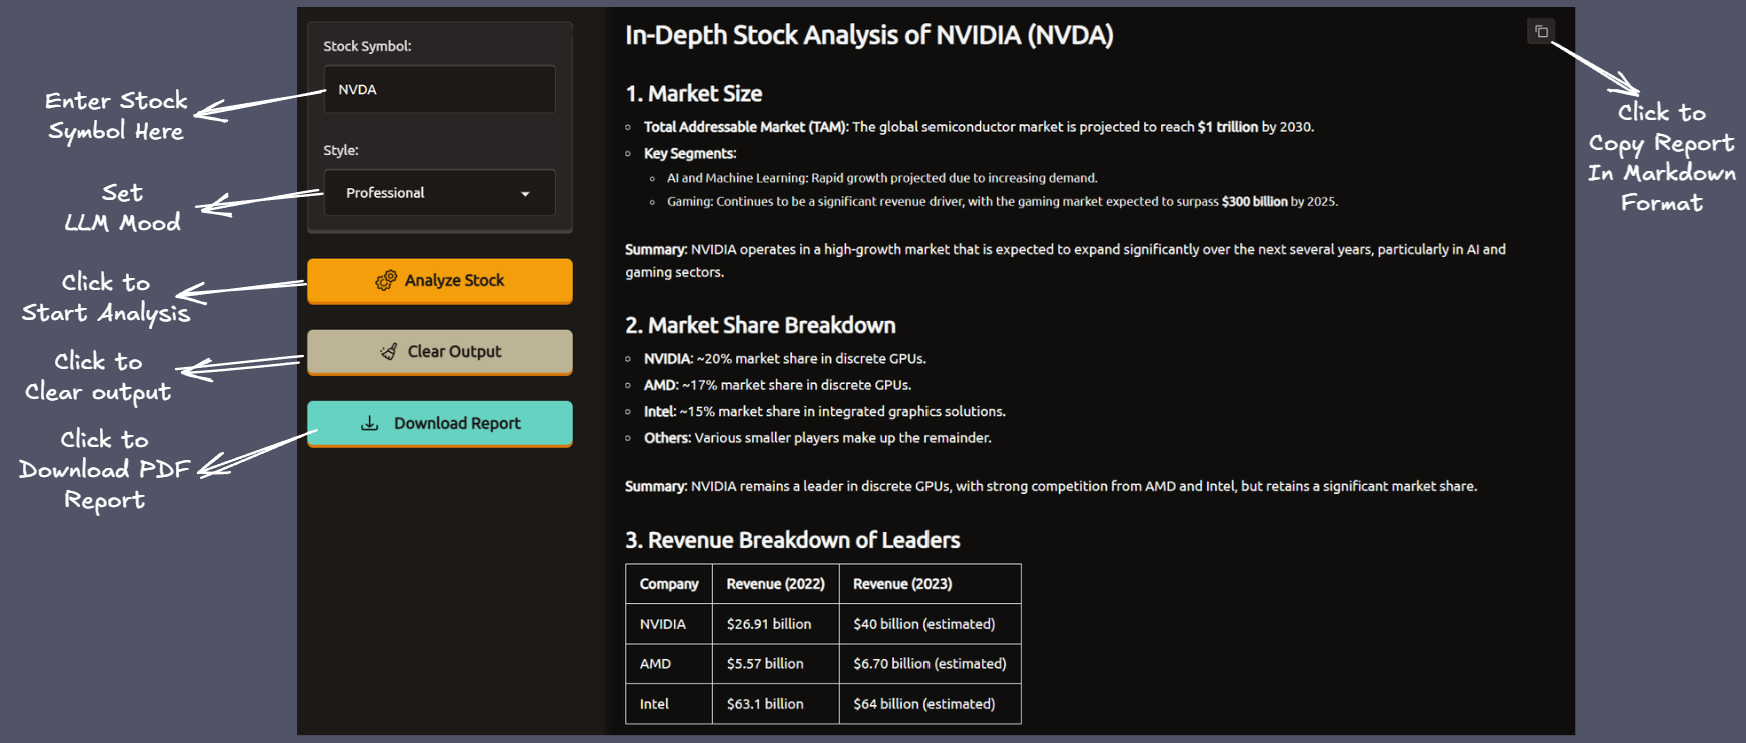 Enter Stock
Symbol Here
Set
LLM Mood
Click to
Start Analysis
Click to
Clear output
Click to
Download PDF
Report
Stock Symbol:
NVDA
Style:
Professional
Analyze Stock
Clear Output
Download Report
In-Depth Stock Analysis of NVIDIA (NVDA)
1. Market Size
Total Addressable Market (TAM): The global semiconductor market is projected to reach $1 trillion by 2030.
Key Segments:
AI and Machine Learning: Rapid growth projected due to increasing demand.
Gaming: Continues to be a significant revenue driver, with the gaming market expected to surpass $300 billion by 2025.
Summary: NVIDIA operates in a high-growth market that is expected to expand significantly over the next several years, particularly in AI and
gaming sectors.
2. Market Share Breakdown
NVIDIA: ~20% market share in discrete GPUs.
AMD: ~17% market share in discrete GPUs.
Intel: ~15% market share in integrated graphics solutions.
Others: Various smaller players make up the remainder.
Summary: NVIDIA remains a leader in discrete GPUs, with strong competition from AMD and Intel, but retains a significant market share.
3. Revenue Breakdown of Leaders
Company Revenue (2022) Revenue (2023)
NVIDIA $26.91 billion $40 billion (estimated)
AMD $5.57 billion $6.70 billion (estimated)
Intel $63.1 billion $64 billion (estimated)
Click to
Copy Report
In Markdown
Format